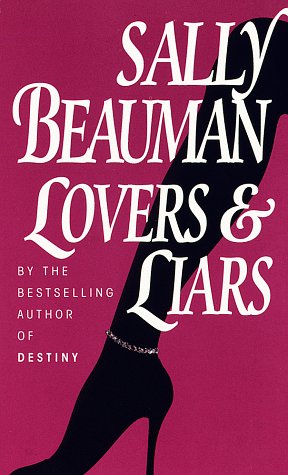 SALLY
BEAUMAN
LOVERS &
LIARS
BY THE
BESTSELLING
AUTHOR
OF
DESTINY